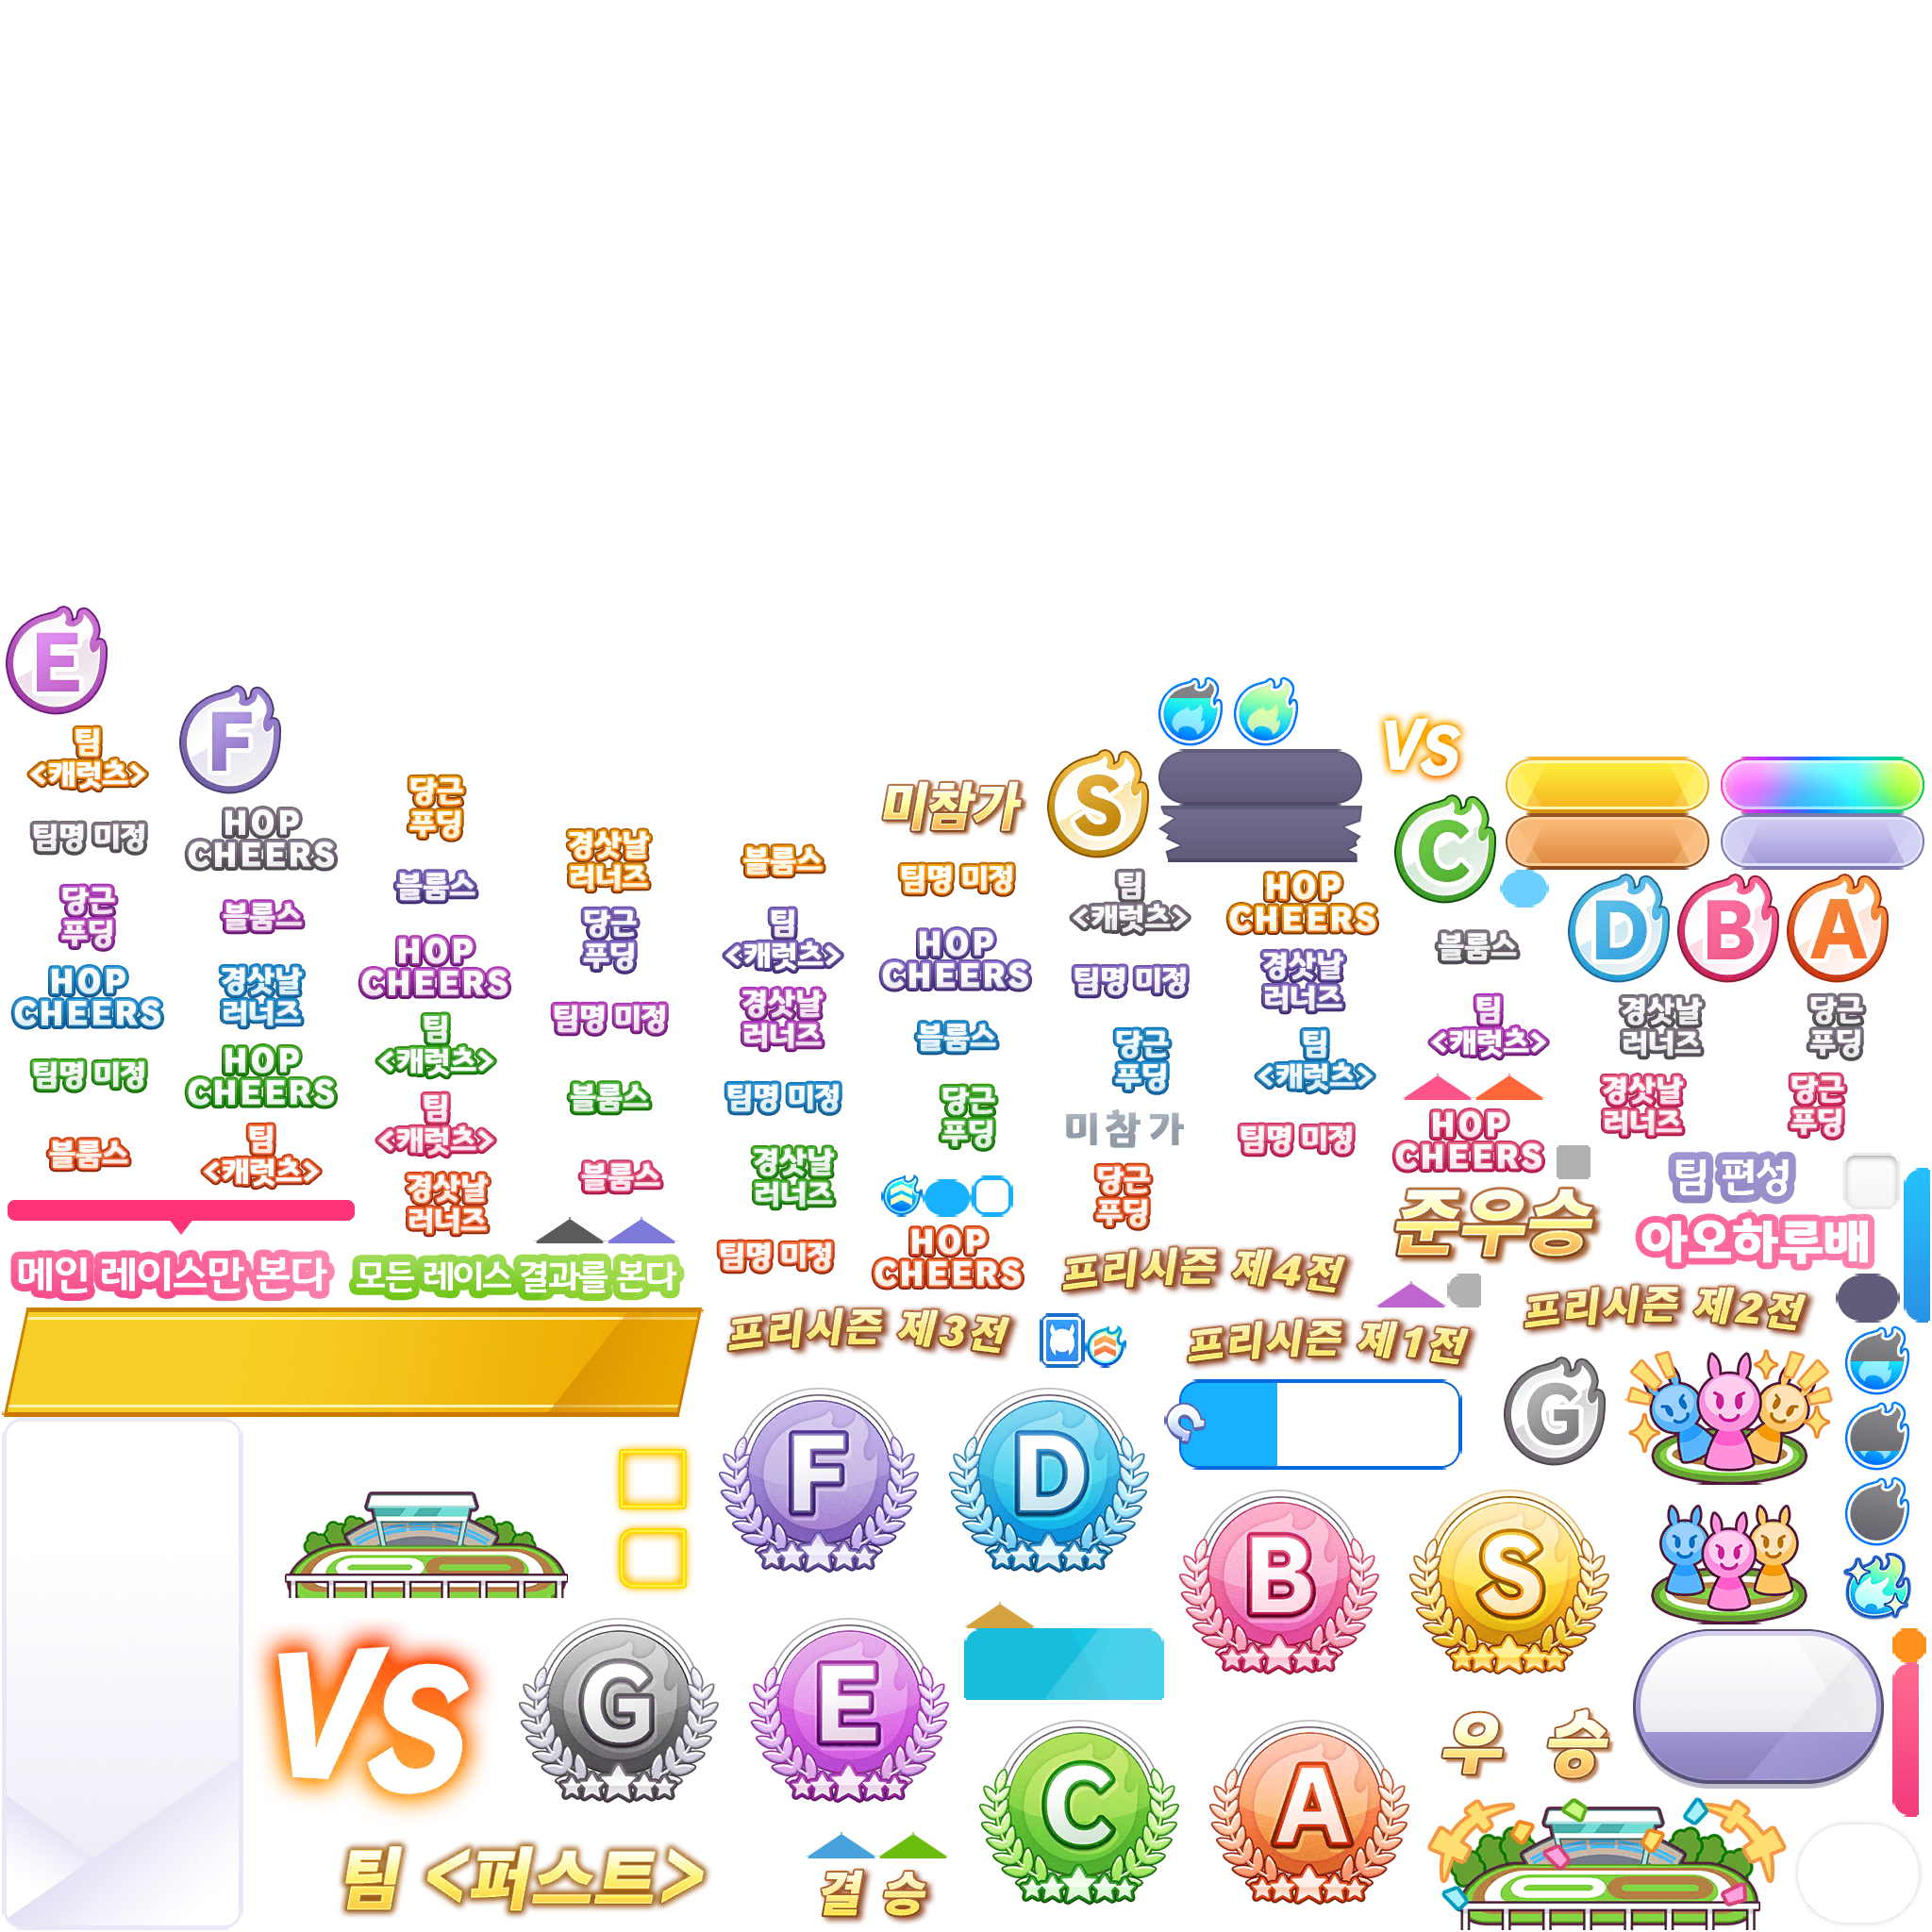 E
F
VS
S
C
미참가
팀
<캐럿츠>
팀명 미정
HOP
CHEERS
당근
푸딩
경삿날
러너즈
블룸스
팀명 미정
팀
<캐럿츠>
HOP
CHEERS
당근
푸딩
블룸스
블룸스
당근
푸딩
팀
<캐럿츠>
HOP
CHEERS
팀명 미정
경삿날
러너즈
블룸스
D
B
A
HOP
CHEERS
경삿날
러너즈
HOP
CHEERS
팀명 미정
경삿날
러너즈
블룸스
당근
푸딩
팀
<캐럿츠>
팀
<캐럿츠>
경삿날
러너즈
당근
푸딩
팀명 미정
HOP
CHEERS
팀
<캐럿츠>
블룸스
팀명 미정
당근
푸딩
미참가
팀명 미정
HOP
CHEERS
경삿날
러너즈
당근
푸딩
블룸스
팀
<캐럿츠>
팀
<캐럿츠>
경삿날
러너즈
블룸스
경삿날
러너즈
당근
푸딩
팀명 미정
HOP
CHEERS
준우승
팀 편성
아오하루배
메인 레이스만 본다
모든 레이스 결과를 본다
프리시즌 제4전
프리시즌 제3전
프리시즌 제1전
프리시즌 제2전
G
F
D
B
S
VS
G
E
C
A
우 승
팀 <퍼스트>
결 승